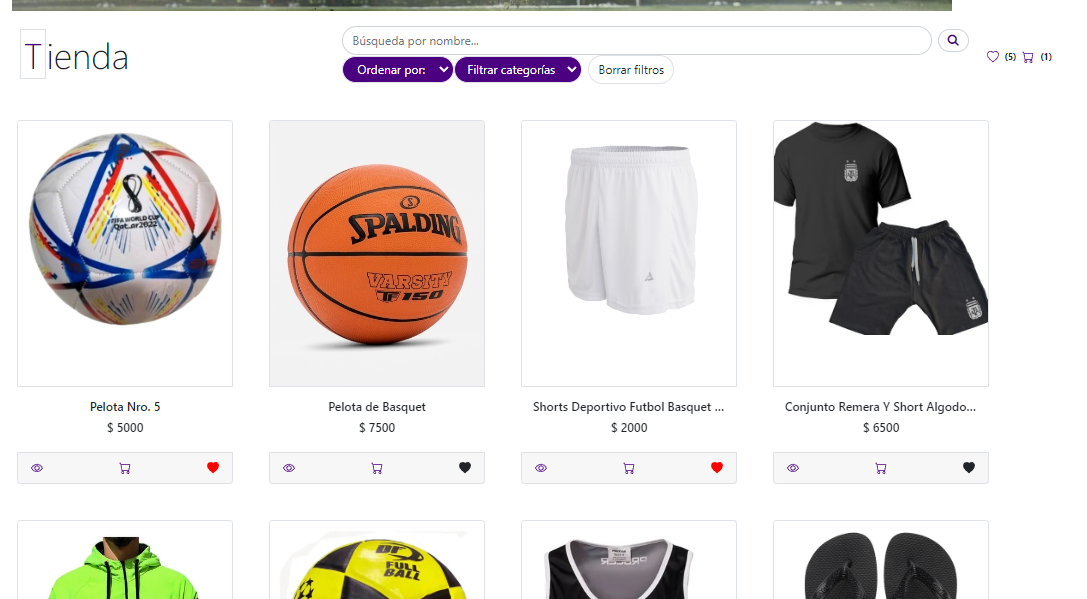 Tienda
Búsqueda por nombre...
Ordenar por:
Filtrar categorías
Borrar filtros
(5)
(1)
FIFA WORLD CUP
Qatar2022
SPALDING
VARSITY
TF 150
Pelota Nro. 5
$ 5000
Pelota de Basquet
$ 7500
Shorts Deportivo Futbol Basquet ...
$ 2000
Conjunto Remera Y Short Algodo...
$ 6500
FULL
BALL